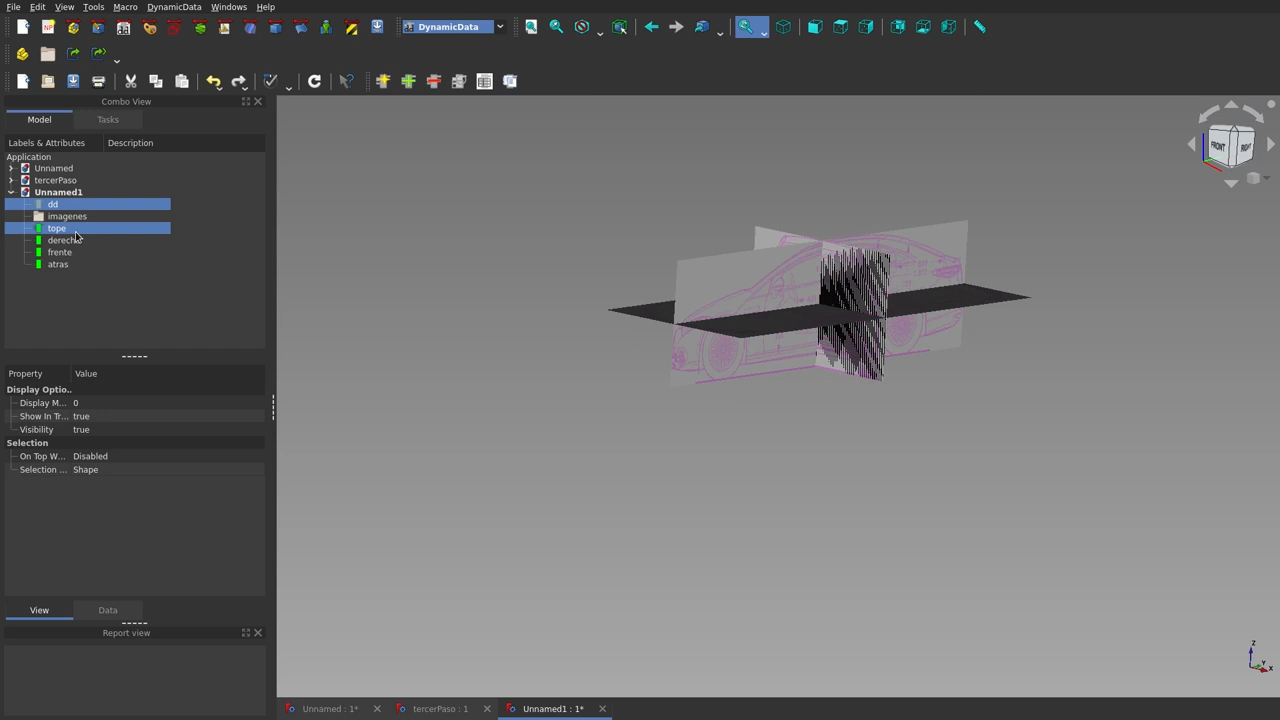 File Edit View Tools Macro DynamicData Windows Help
DynamicData
Combo View
Model Tasks
Labels & Attributes Description
Application
Unnamed
tercerPaso
Unnamed1
dd
imagenes
tope
derecha
frente
atras
Property Value
Display Optio..
Display M... 0
Show In Tr... true
Visibility true
Selection
On Top W... Disabled
Selection ... Shape
View Data
Report view
FRONT RIGHT
Z
Y
X
Unnamed : 1* tercerPaso : 1 Unnamed1 : 1*